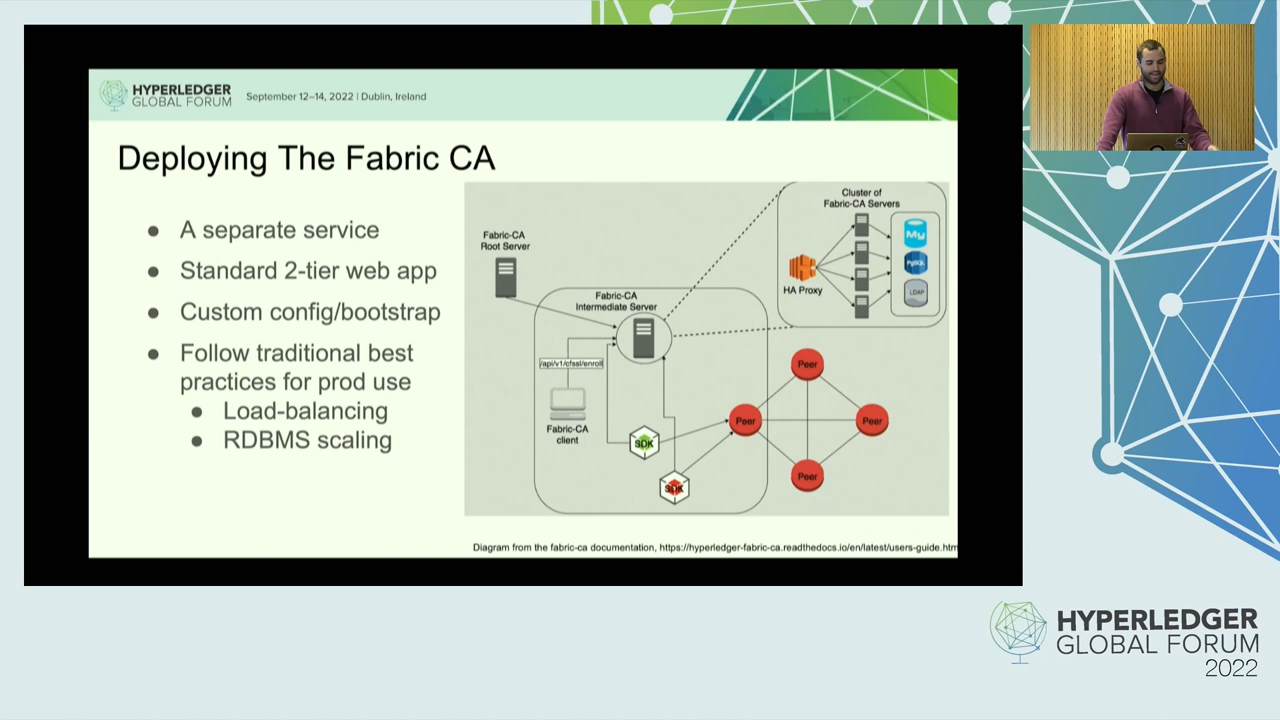 HYPERLEDGER
GLOBAL FORUM
September 12–14, 2022 | Dublin, Ireland
Deploying The Fabric CA
● A separate service
● Standard 2-tier web app
● Custom config/bootstrap
● Follow traditional best
practices for prod use
● Load-balancing
● RDBMS scaling
Fabric-CA
Root Server
Fabric-CA
Intermediate Server
/api/v1/cfssl/enroll
Fabric-CA
client
SDK
SDK
Cluster of
Fabric-CA Servers
HA Proxy
My
PgSQL
LDAP
Peer
Peer
Peer
Peer
Diagram from the fabric-ca documentation, https://hyperledger-fabric-ca.readthedocs.io/en/latest/users-guide.htm
HYPERLEDGER
GLOBAL FORUM
2022